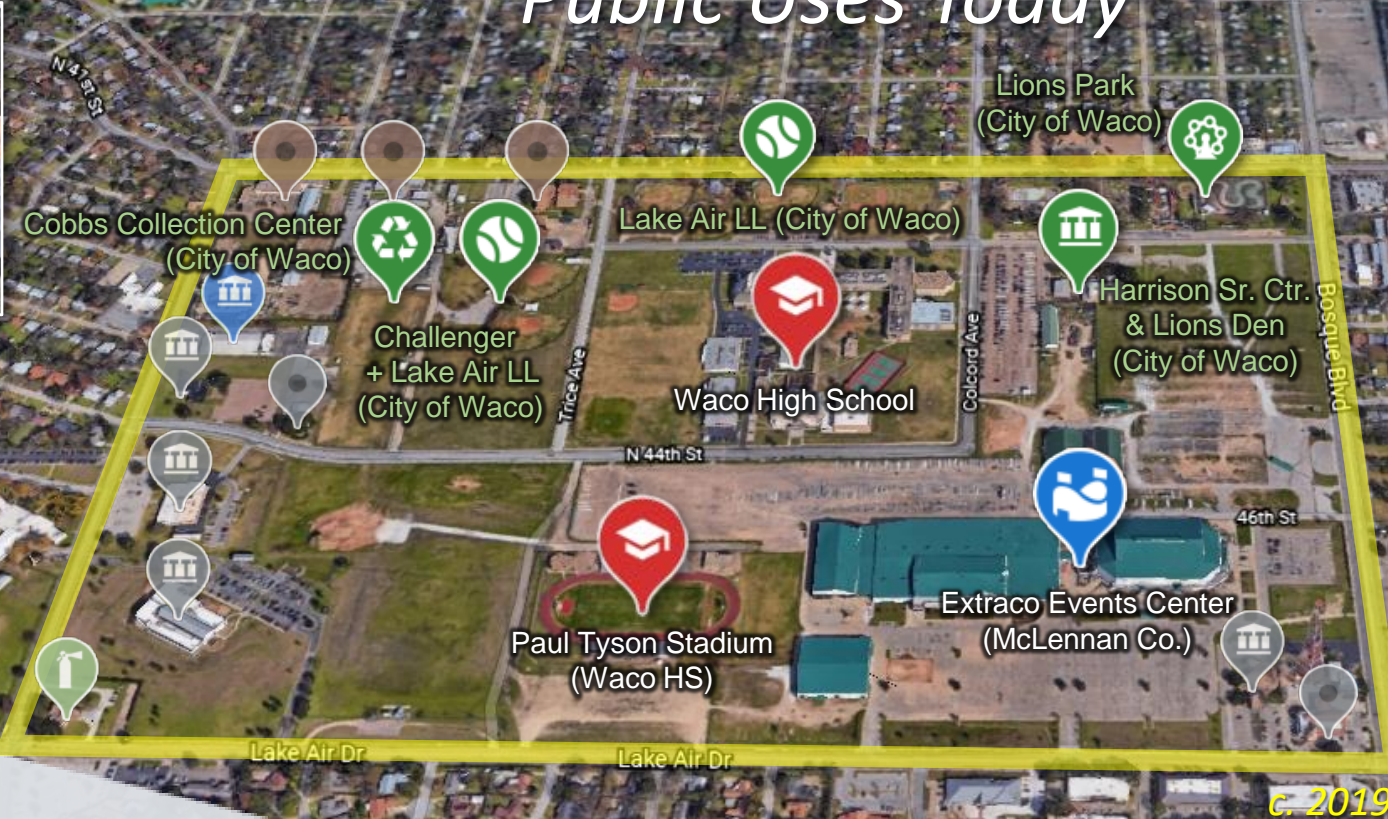 Public Uses Today
N 41st St
Lions Park
(City of Waco)
Cobbs Collection Center
(City of Waco)
Lake Air LL (City of Waco)
Harrison Sr. Ctr.
& Lions Den
(City of Waco)
Bosque Blvd
Challenger
+ Lake Air LL
(City of Waco)
Trice Ave
Waco High School
Colcord Ave
N 44th St
46th St
Extraco Events Center
(McLennan Co.)
Paul Tyson Stadium
(Waco HS)
Lake Air Dr
Lake Air Dr
c. 2019